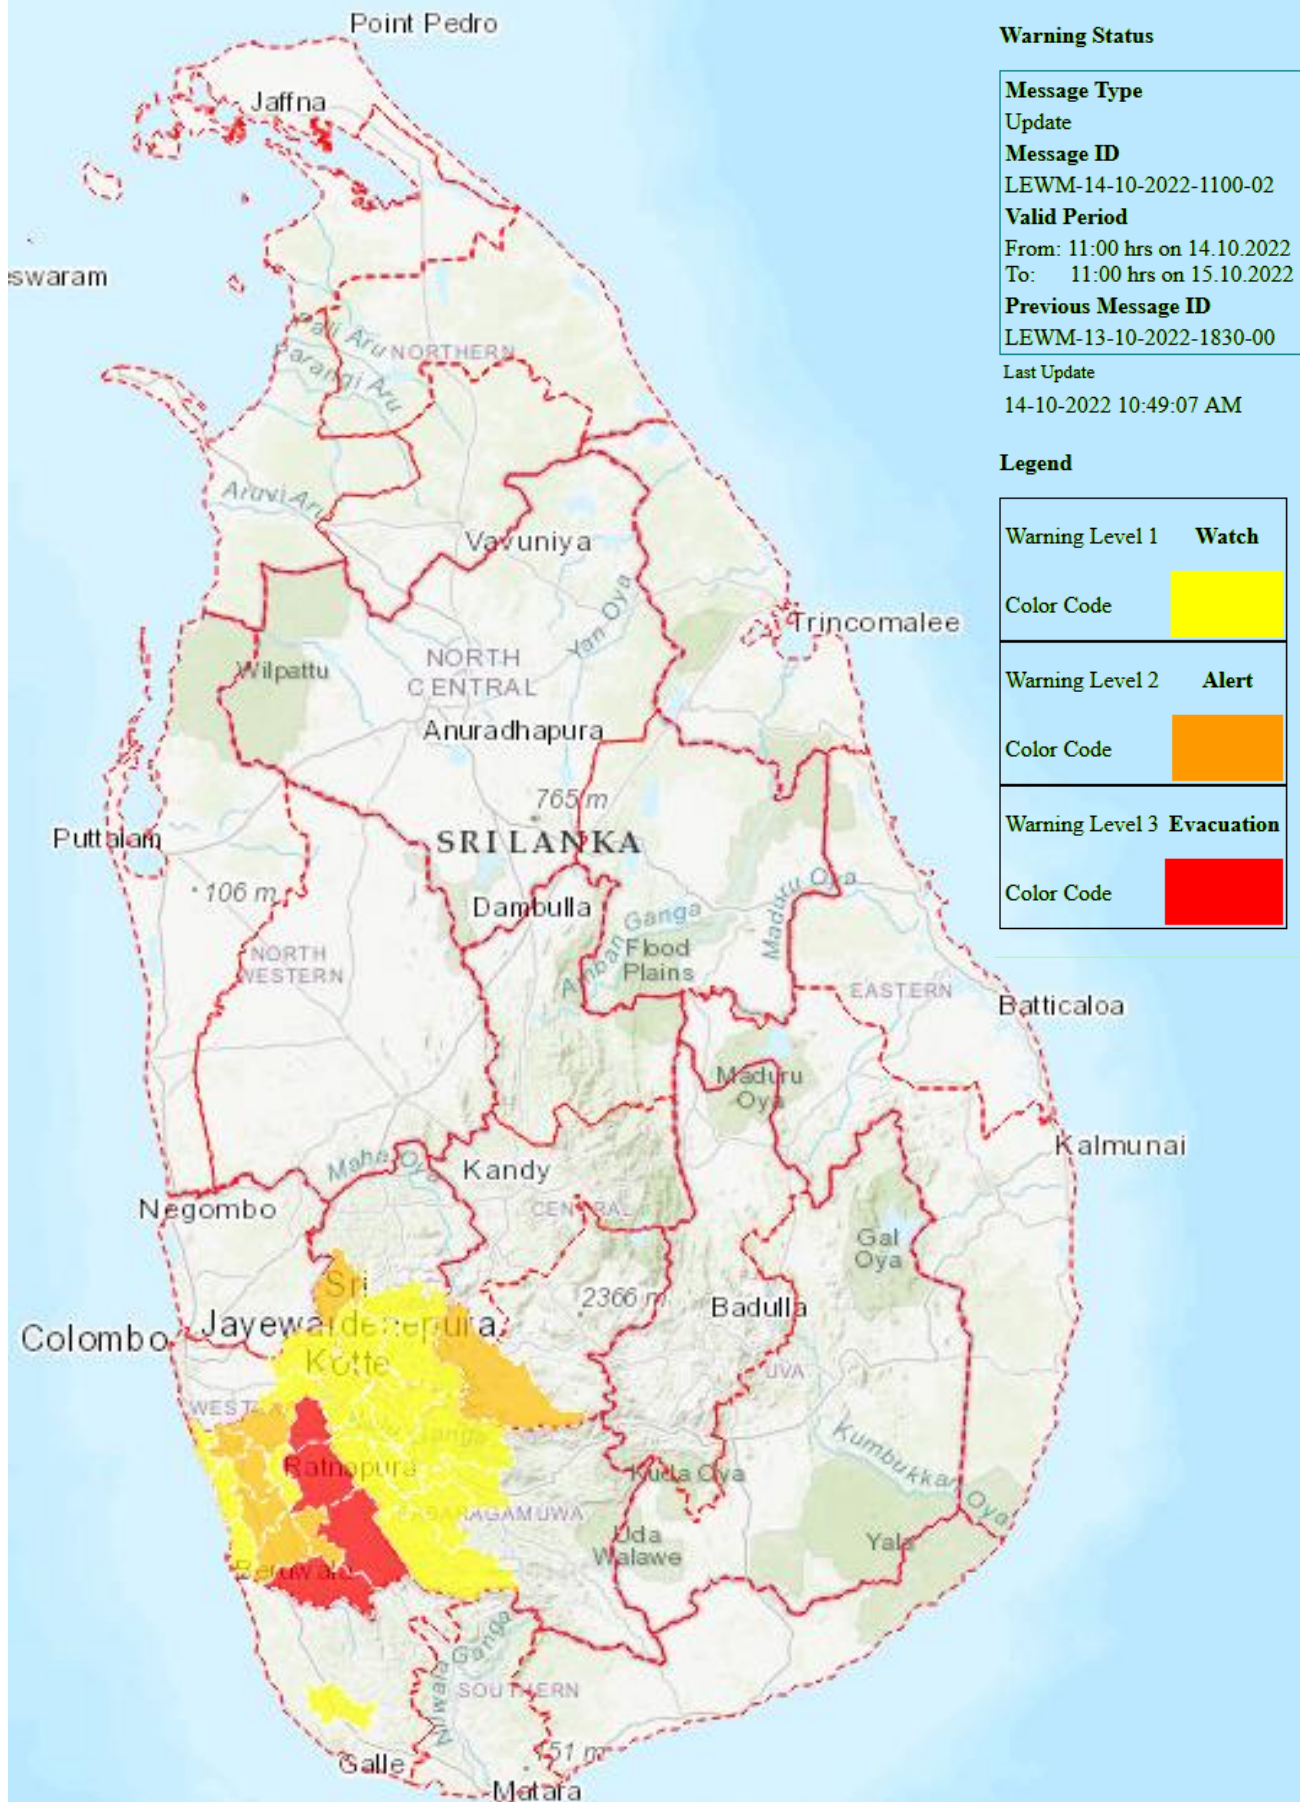 Point Pedro
Jaffna
eswaram
Pali Aru
NORTHERN
Parangi Aru
Aruvi Aru
Vavuniya
Yan Oya
Trincomalee
Wilpattu
NORTH
CENTRAL
Anuradhapura
765 m
Puttalam
SRI LANKA
106 m
Dambulla
Maduru Oya
Amban Ganga
Flood
Plains
NORTH
WESTERN
EASTERN
Batticaloa
Maduru
Oya
Kalmunai
Maha Oya
Kandy
Negombo
CENTRAL
Gal
Oya
Sri
Jayewardenepura
Kotte
2366 m
Badulla
Colombo
UVA
Kumbukkan Oya
Ratnapura
Kuda Oya
SABARAGAMUWA
Uda
Walawe
Yala
Beruwala
Nilwala Ganga
SOUTHERN
Galle
151 m
Matara
Warning Status
Message Type
Update
Message ID
LEWM-14-10-2022-1100-02
Valid Period
From: 11:00 hrs on 14.10.2022
To: 11:00 hrs on 15.10.2022
Previous Message ID
LEWM-13-10-2022-1830-00
Last Update
14-10-2022 10:49:07 AM
Legend
Warning Level 1 Watch
Color Code
Warning Level 2 Alert
Color Code
Warning Level 3 Evacuation
Color Code